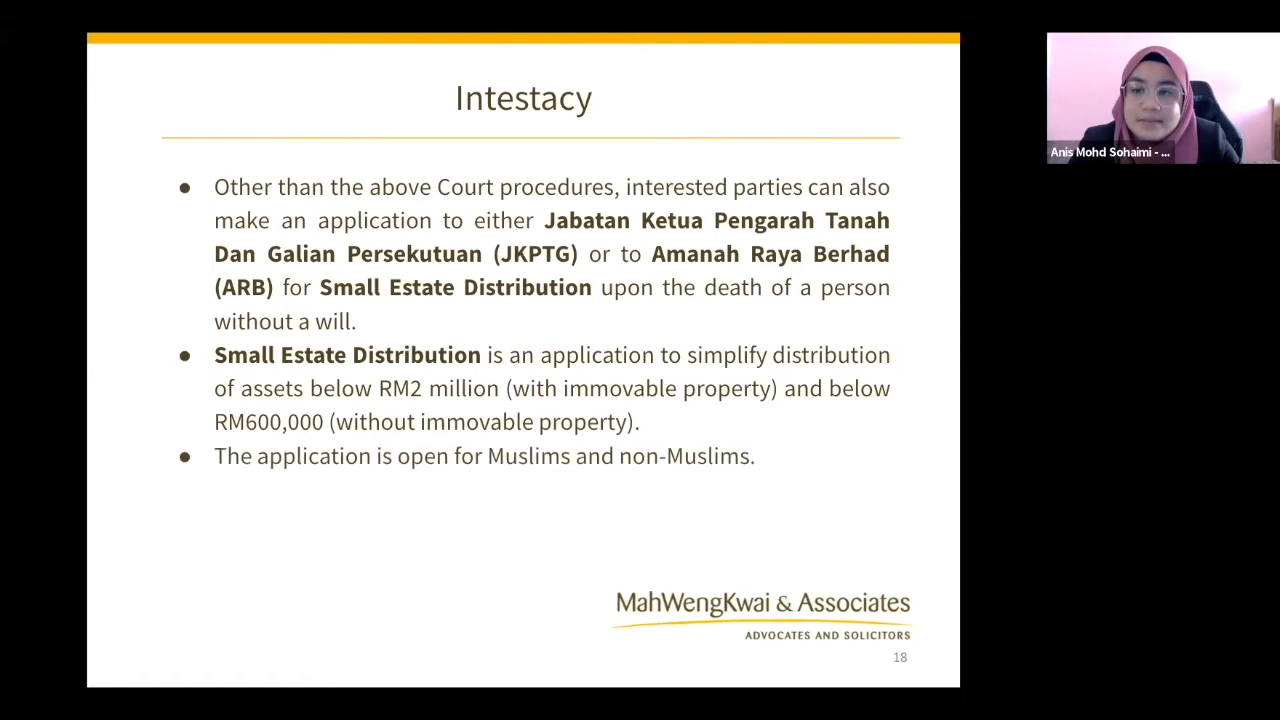 Intestacy
● Other than the above Court procedures, interested parties can also
make an application to either Jabatan Ketua Pengarah Tanah
Dan Galian Persekutuan (JKPTG) or to Amanah Raya Berhad
(ARB) for Small Estate Distribution upon the death of a person
without a will.
● Small Estate Distribution is an application to simplify distribution
of assets below RM2 million (with immovable property) and below
RM600,000 (without immovable property).
● The application is open for Muslims and non-Muslims.
MahWengKwai & Associates
ADVOCATES AND SOLICITORS
18
Anis Mohd Sohaimi - ...